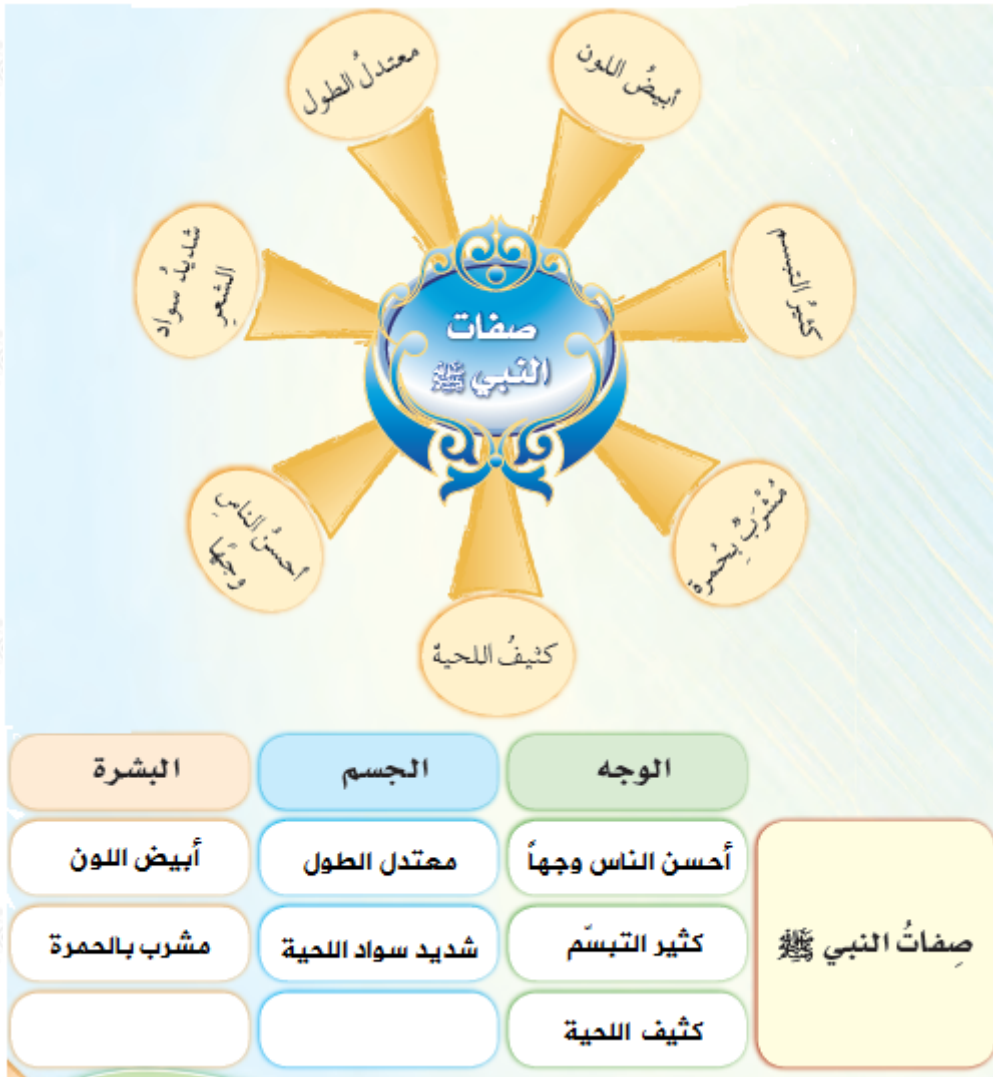 معتدلُ الطول
أبيضُ اللون
شديدُ سواد
الشعرِ
كثيرُ التبسم
صفات
النبي ﷺ
أحسنُ الناسِ
وجهًا
مُشْرَبٌ بِحُمرة
كثيفُ اللحية
الوجه
الجسم
البشرة
صِفاتُ النبي ﷺ
أحسن الناس وجهاً
معتدل الطول
أبيض اللون
كثير التبسّم
شديد سواد اللحية
مشرب بالحمرة
كثيف اللحية